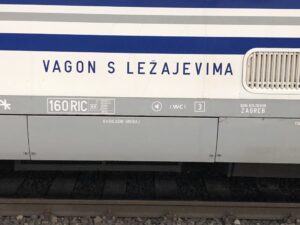 VAGON S LEŽAJEVIMA
160 RIC
WC
3
ZAGREB